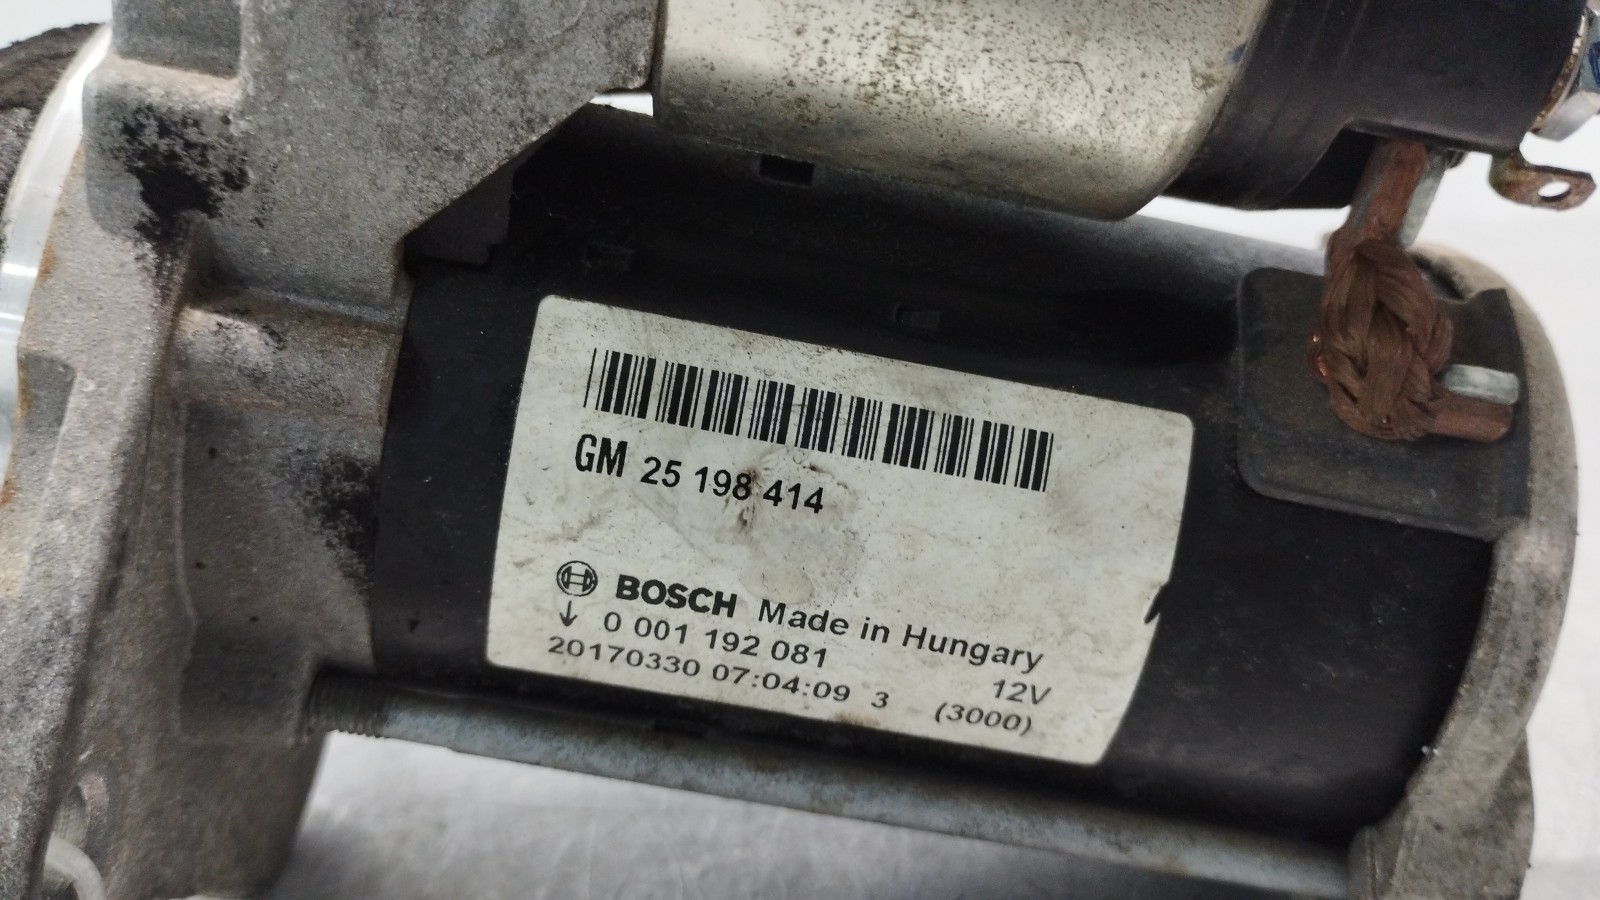 GM 25 198 414
BOSCH Made in Hungary
↓ 0 001 192 081 12V
20170330 07:04:09 3 (3000)